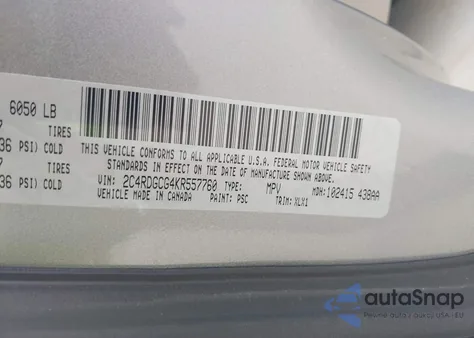 6050 LB
TIRES
36 PSI) COLD
TIRES
36 PSI) COLD
THIS VEHICLE CONFORMS TO ALL APPLICABLE U.S.A. FEDERAL MOTOR VEHICLE SAFETY
STANDARDS IN EFFECT ON THE DATE OF MANUFACTURE SHOWN ABOVE.
VIN: 2C4RDGCG4KR557760 TYPE: MPV MDH:102415 438AA
VEHICLE MADE IN CANADA PAINT: PSC TRIM: XLX1
autoSnap